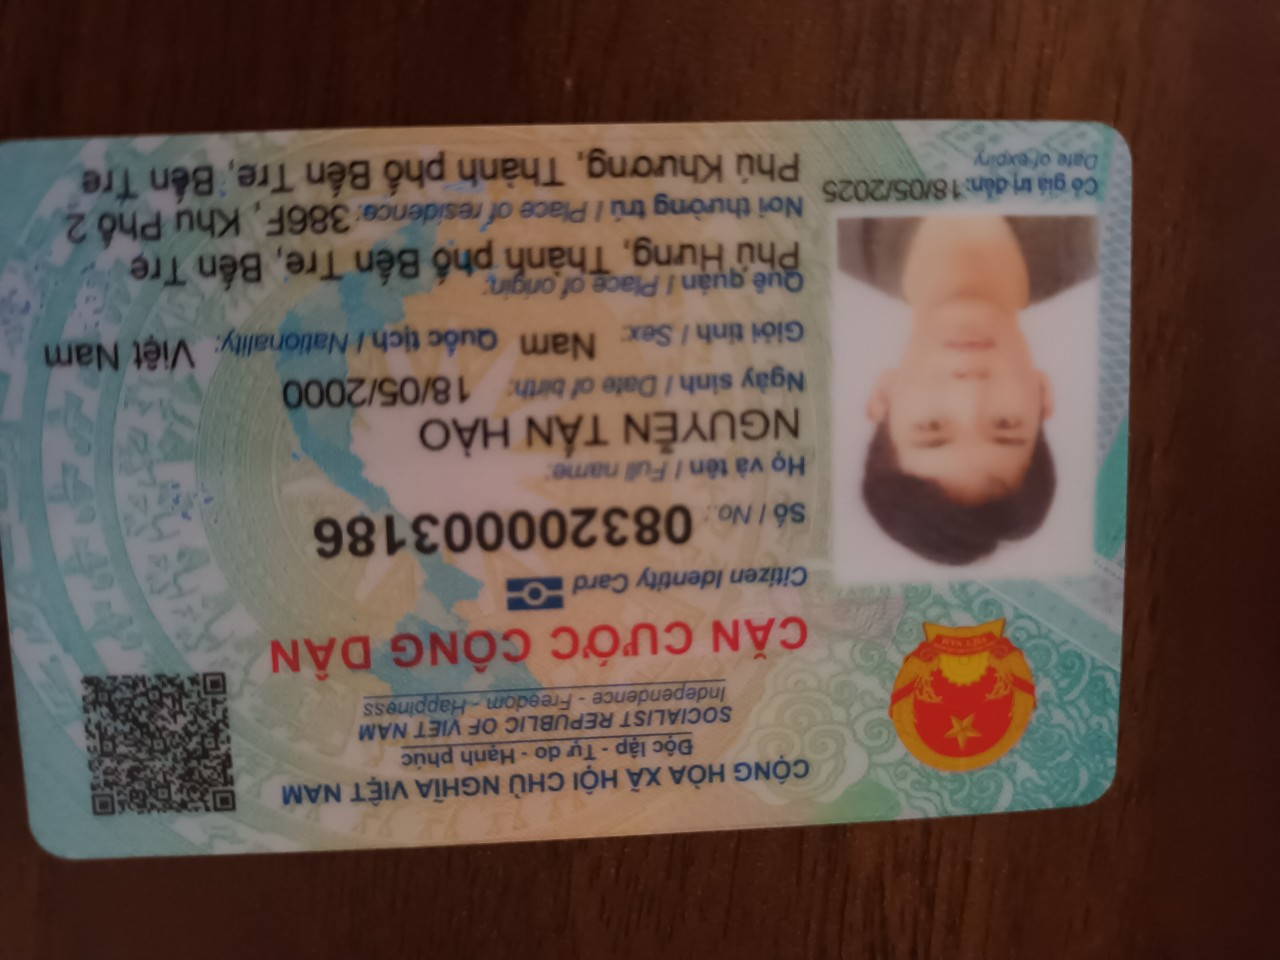 CỘNG HÒA XÃ HỘI CHỦ NGHĨA VIỆT NAM
Độc lập - Tự do - Hạnh phúc
SOCIALIST REPUBLIC OF VIET NAM
Independence - Freedom - Happiness
CĂN CƯỚC CÔNG DÂN
Citizen Identity Card
Số / No.: 083200003186
Họ và tên / Full name:
NGUYỄN TẤN HÀO
Ngày sinh / Date of birth: 18/05/2000
Giới tính / Sex: Nam Quốc tịch / Nationality: Việt Nam
Quê quán / Place of origin:
Phú Hưng, Thành phố Bến Tre, Bến Tre
Nơi thường trú / Place of residence: 386F, Khu Phố 2
Phú Khương, Thành phố Bến Tre, Bến Tre
Có giá trị đến: 18/05/2025
Date of expiry